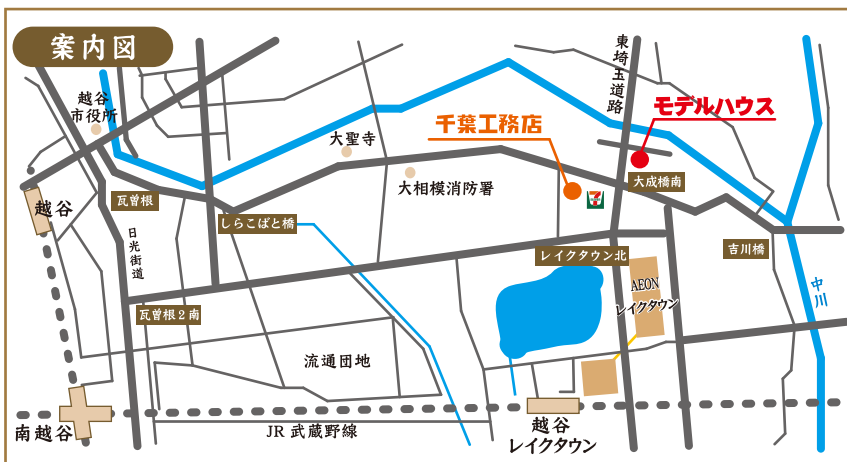 案内図
東埼玉道路
モデルハウス
越谷
市役所
千葉工務店
大聖寺
大相模消防署
大成橋南
越谷
瓦曽根
しらこばと橋
日光街道
レイクタウン北
吉川橋
AEON
レイクタウン
中川
瓦曽根2南
流通団地
南越谷
JR 武蔵野線
越谷
レイクタウン